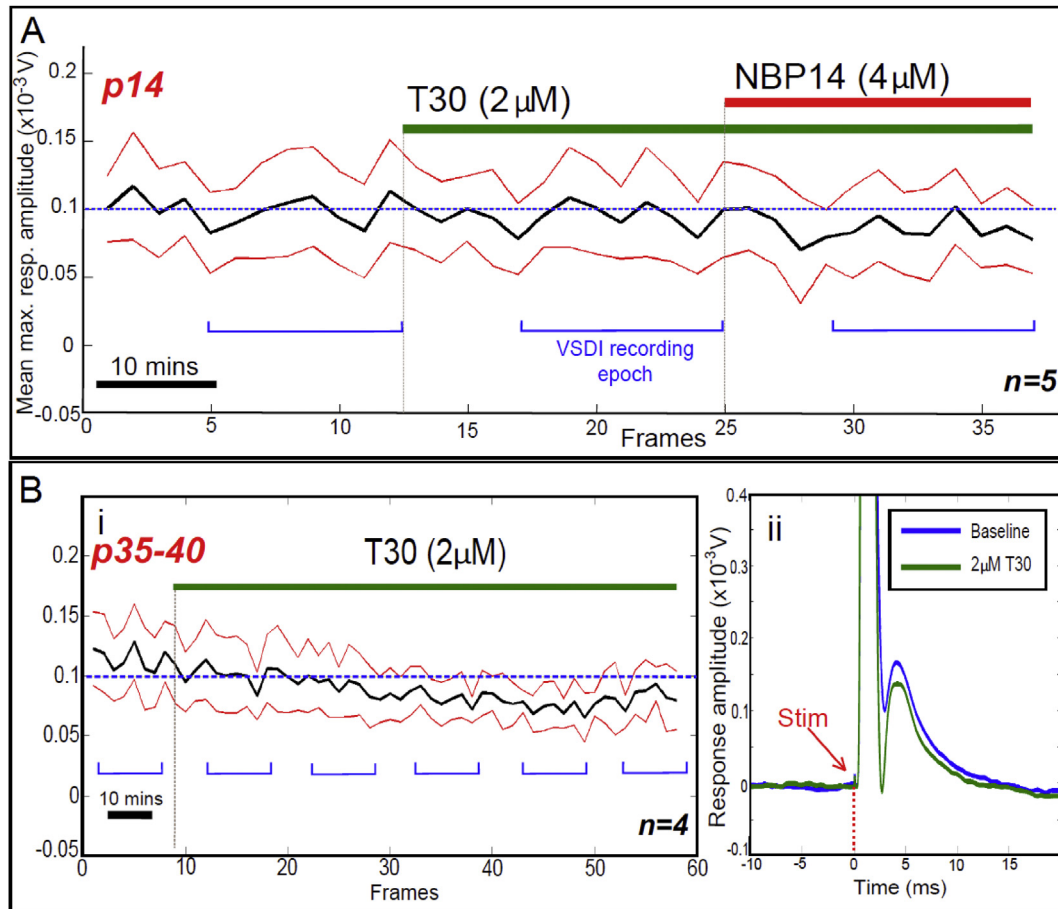 A
p14
T30 (2 µM)
NBP14 (4 µM)
Mean max. resp. amplitude (x10⁻³V)
0.2
0.15
0.1
0.05
0
-0.05
VSDI recording
epoch
10 mins
n=5
0 5 10 15 20 25 30 35
Frames
B
i
p35-40
T30 (2µM)
0.2
0.15
0.1
0.05
0
-0.05
10 mins
n=4
0 10 20 30 40 50 60
Frames
ii
Baseline
2µM T30
Response amplitude (x10⁻³V)
0.4
0.3
0.2
0.1
0
-0.1
Stim
-10 -5 0 5 10 15
Time (ms)